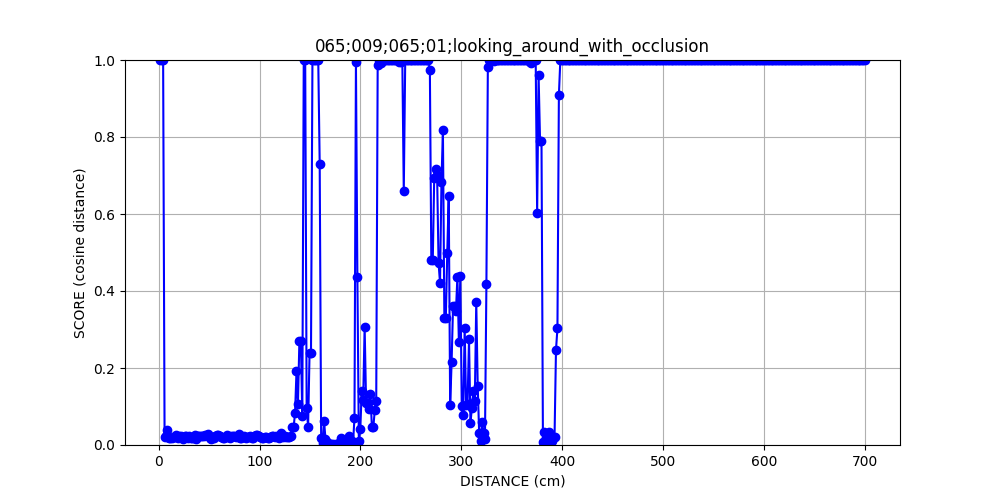 065;009;065;01;looking_around_with_occlusion
1.0
0.8
0.6
0.4
0.2
0.0
SCORE (cosine distance)
0 100 200 300 400 500 600 700
DISTANCE (cm)